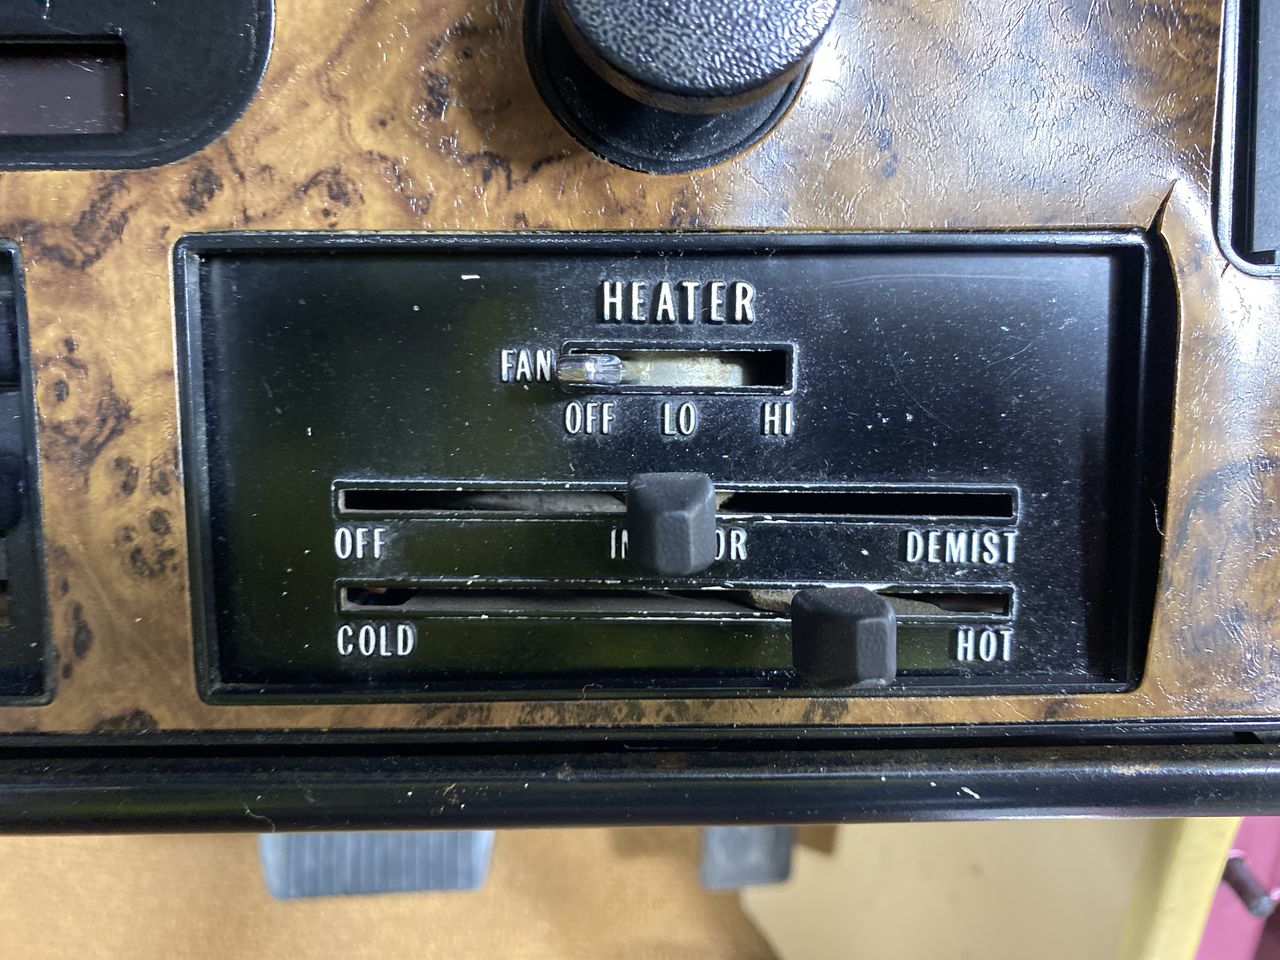 HEATER
FAN
OFF LO HI
OFF DEMIST
COLD HOT